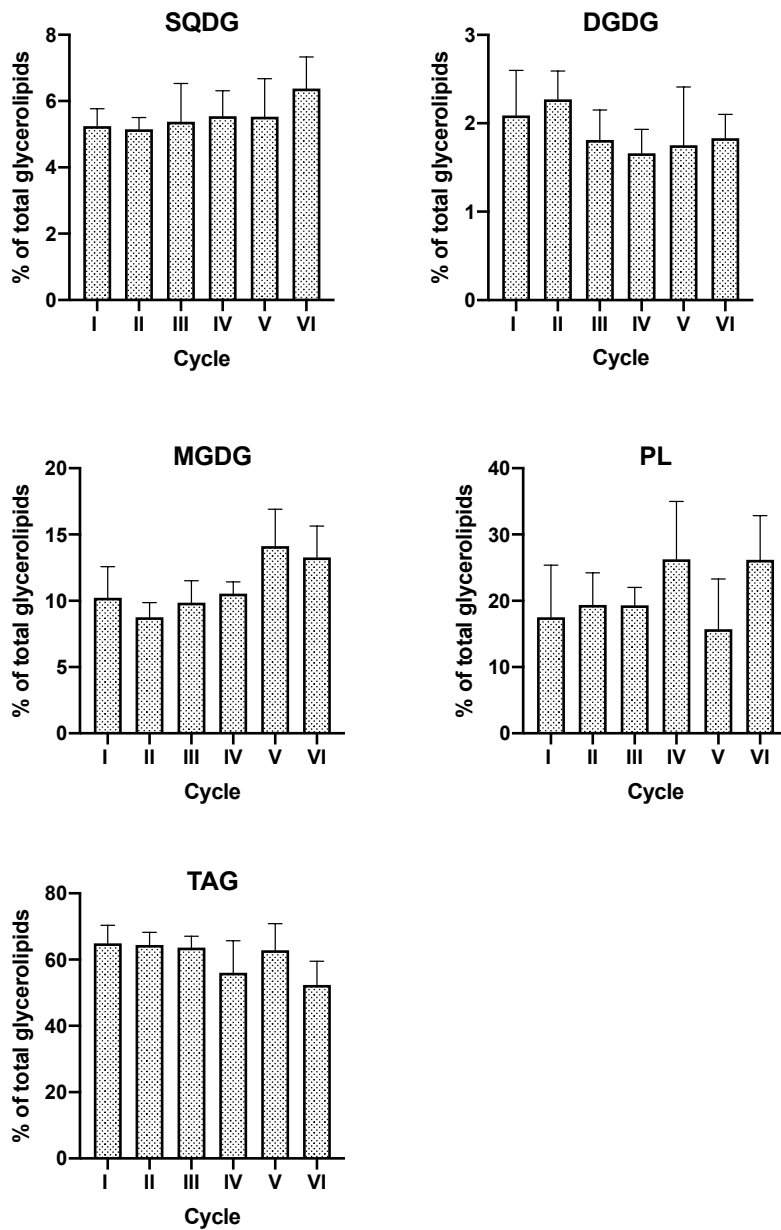 SQDG
% of total glycerolipids
8
6
4
2
0
I II III IV V VI
Cycle
DGDG
% of total glycerolipids
3
2
1
0
I II III IV V VI
Cycle
MGDG
% of total glycerolipids
20
15
10
5
0
I II III IV V VI
Cycle
PL
% of total glycerolipids
40
30
20
10
0
I II III IV V VI
Cycle
TAG
% of total glycerolipids
80
60
40
20
0
I II III IV V VI
Cycle